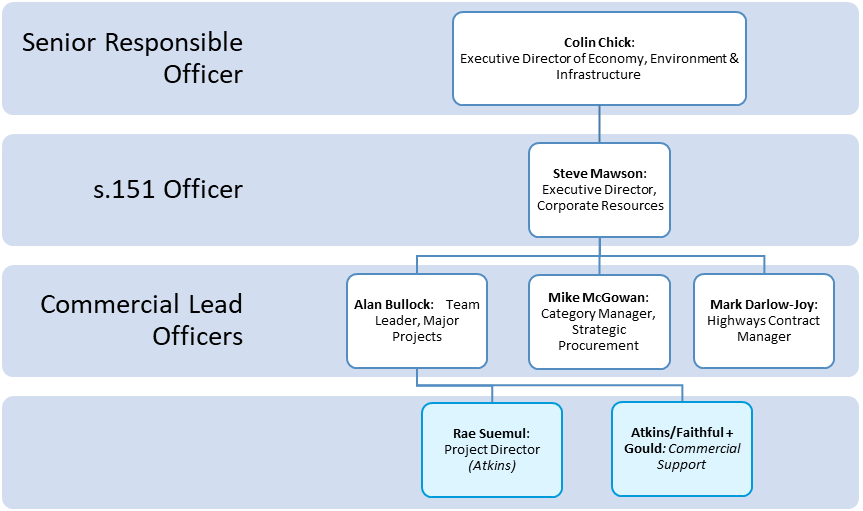 Senior Responsible
Officer
Colin Chick:
Executive Director of Economy, Environment &
Infrastructure
s.151 Officer
Steve Mawson:
Executive Director,
Corporate Resources
Commercial Lead
Officers
Alan Bullock: Team
Leader, Major
Projects
Mike McGowan:
Category Manager,
Strategic
Procurement
Mark Darlow-Joy:
Highways Contract
Manager
Rae Suemul:
Project Director
(Atkins)
Atkins/Faithful +
Gould: Commercial
Support